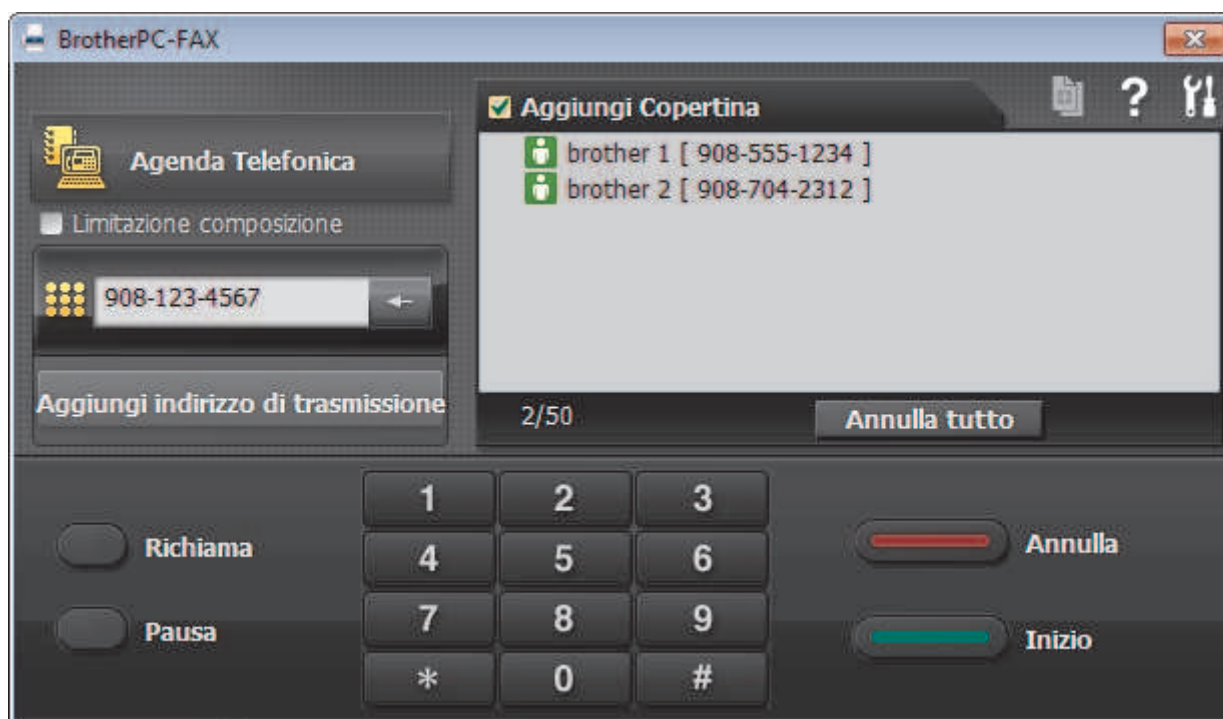 BrotherPC-FAX
Agenda Telefonica
Limitazione composizione
908-123-4567
Aggiungi indirizzo di trasmissione
Aggiungi Copertina
?
brother 1 [ 908-555-1234 ]
brother 2 [ 908-704-2312 ]
2/50
Annulla tutto
Richiama
Pausa
1 2 3
4 5 6
7 8 9
* 0 #
Annulla
Inizio